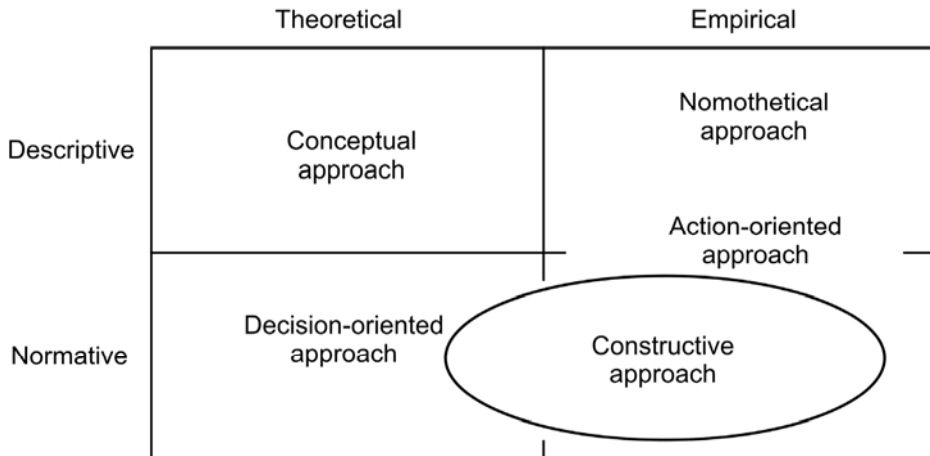 Theoretical
Empirical
Descriptive
Conceptual
approach
Nomothetical
approach
Action-oriented
approach
Normative
Decision-oriented
approach
Constructive
approach